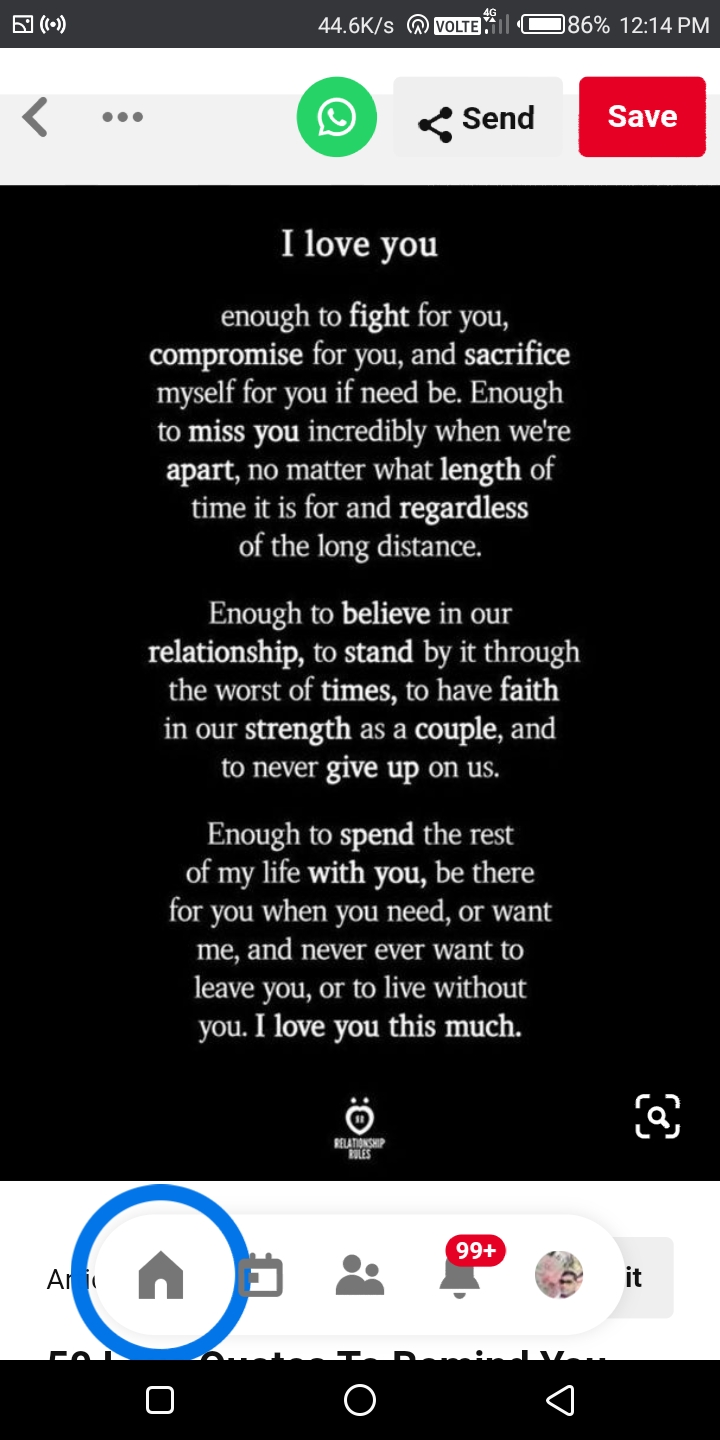 44.6K/s VOLTE 4G 86% 12:14 PM
Send Save
I love you
enough to fight for you,
compromise for you, and sacrifice
myself for you if need be. Enough
to miss you incredibly when we're
apart, no matter what length of
time it is for and regardless
of the long distance.
Enough to believe in our
relationship, to stand by it through
the worst of times, to have faith
in our strength as a couple, and
to never give up on us.
Enough to spend the rest
of my life with you, be there
for you when you need, or want
me, and never ever want to
leave you, or to live without
you. I love you this much.
RELATIONSHIP
RULES
99+
it
Quotes To Remind You